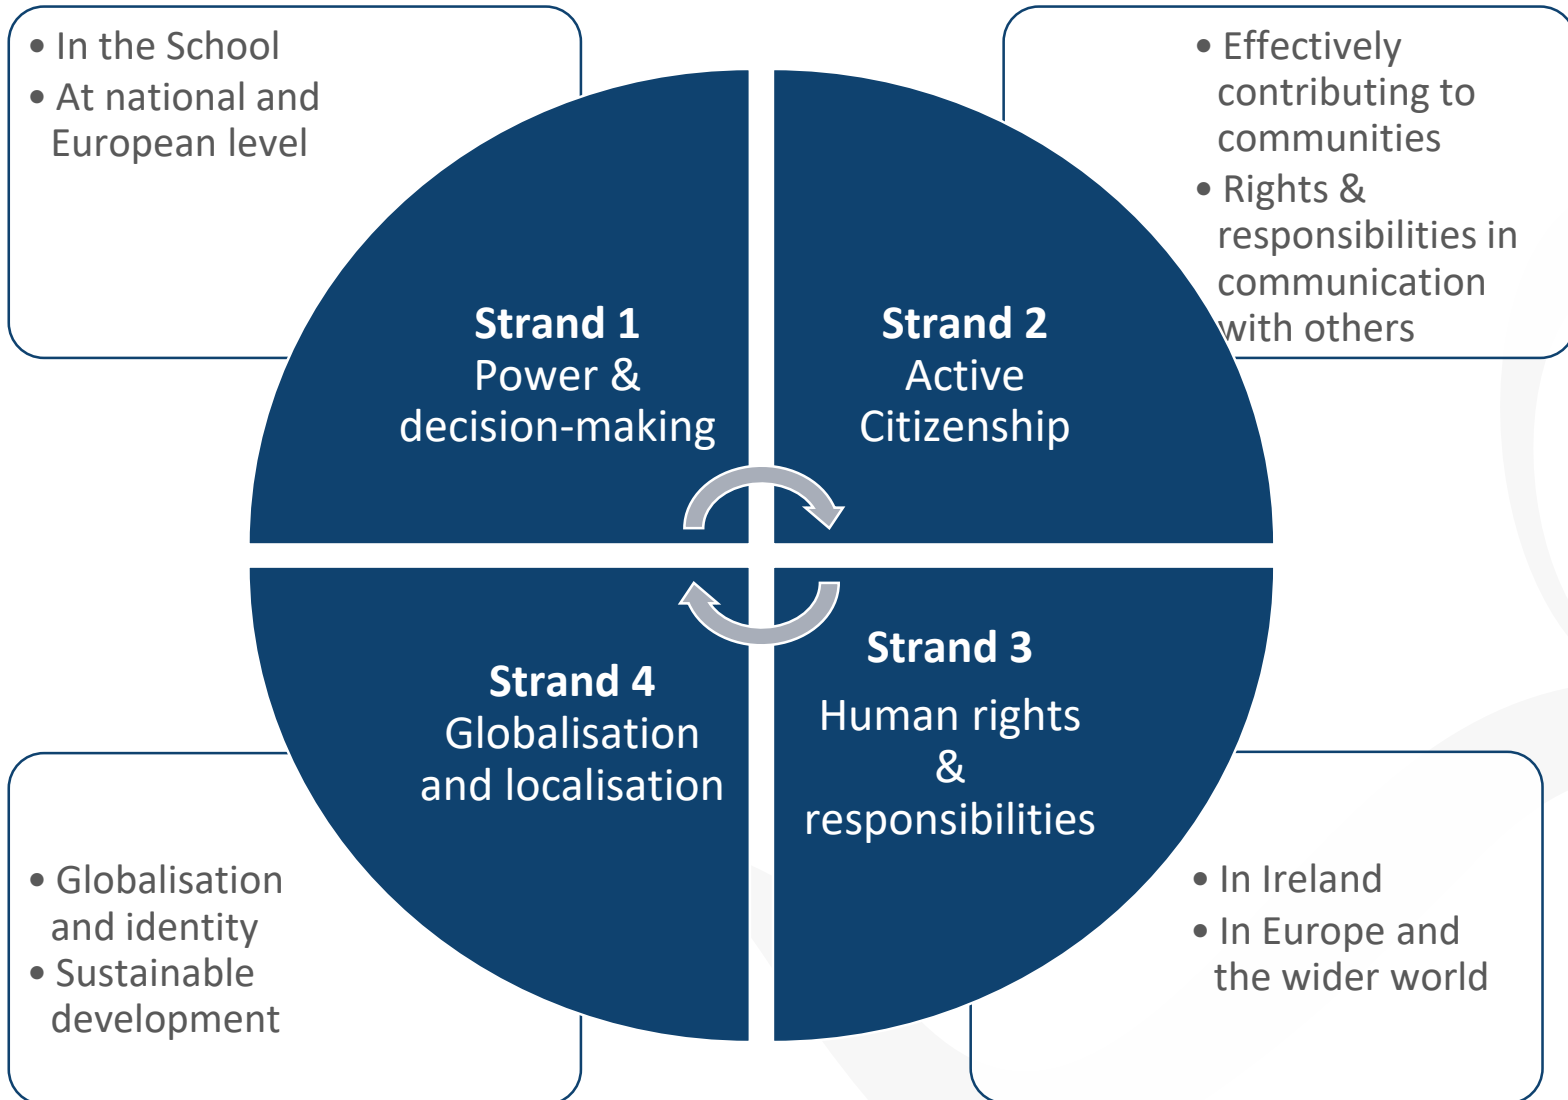 • In the School
• At national and
European level
• Effectively
contributing to
communities
• Rights &
responsibilities in
communication
with others
Strand 1
Power &
decision-making
Strand 2
Active
Citizenship
Strand 4
Globalisation
and localisation
Strand 3
Human rights
&
responsibilities
• Globalisation
and identity
• Sustainable
development
• In Ireland
• In Europe and
the wider world